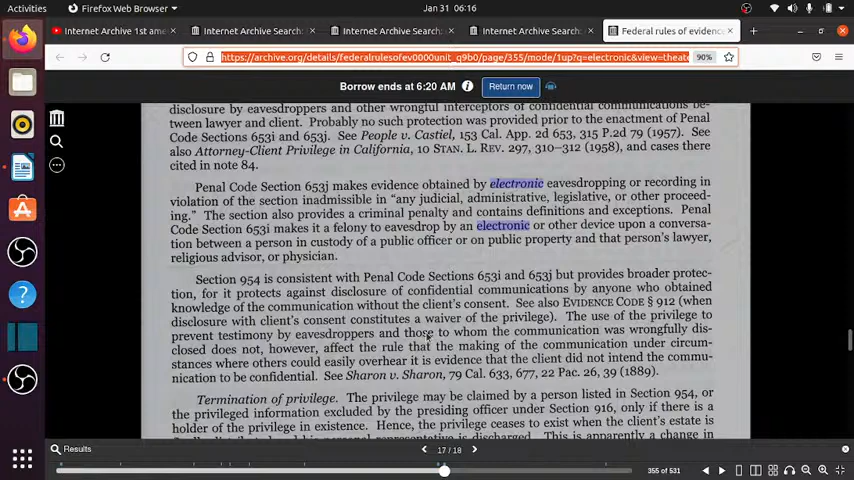 Activities
Firefox Web Browser
Jan 31 06:16
Internet Archive 1st ame
Internet Archive Search:
Internet Archive Search:
Internet Archive Search:
Federal rules of evidence
https://archive.org/details/federalrulesofev0000unit_q9b0/page/355/mode/1up?q=electronic&view=theate
90%
Borrow ends at 6:20 AM
Return now
disclosure by eavesdroppers and other wrongful interceptors of confidential communications be-
tween lawyer and client. Probably no such protection was provided prior to the enactment of Penal
Code Sections 653i and 653j. See People v. Castiel, 153 Cal. App. 2d 653, 315 P.2d 79 (1957). See
also Attorney-Client Privilege in California, 10 STAN. L. REV. 297, 310–312 (1958), and cases there
cited in note 84.
Penal Code Section 653j makes evidence obtained by electronic eavesdropping or recording in
violation of the section inadmissible in "any judicial, administrative, legislative, or other proceed-
ing." The section also provides a criminal penalty and contains definitions and exceptions. Penal
Code Section 653i makes it a felony to eavesdrop by an electronic or other device upon a conversa-
tion between a person in custody of a public officer or on public property and that person's lawyer,
religious advisor, or physician.
Section 954 is consistent with Penal Code Sections 653i and 653j but provides broader protec-
tion, for it protects against disclosure of confidential communications by anyone who obtained
knowledge of the communication without the client's consent. See also EVIDENCE CODE § 912 (when
disclosure with client's consent constitutes a waiver of the privilege). The use of the privilege to
prevent testimony by eavesdroppers and those to whom the communication was wrongfully dis-
closed does not, however, affect the rule that the making of the communication under circum-
stances where others could easily overhear it is evidence that the client did not intend the commu-
nication to be confidential. See Sharon v. Sharon, 79 Cal. 633, 677, 22 Pac. 26, 39 (1889).
Termination of privilege. The privilege may be claimed by a person listed in Section 954, or
the privileged information excluded by the presiding officer under Section 916, only if there is a
holder of the privilege in existence. Hence, the privilege ceases to exist when the client's estate is
finally distributed and his personal representative is discharged. This is apparently a change in
Results
17 / 18
355 of 531